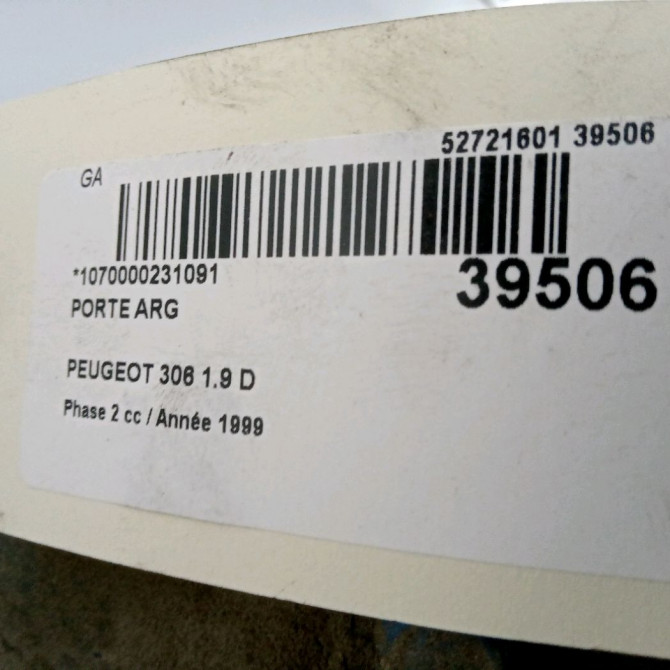 52721601 39506
GA
*1070000231091
39506
PORTE ARG
PEUGEOT 306 1.9 D
Phase 2 cc / Année 1999